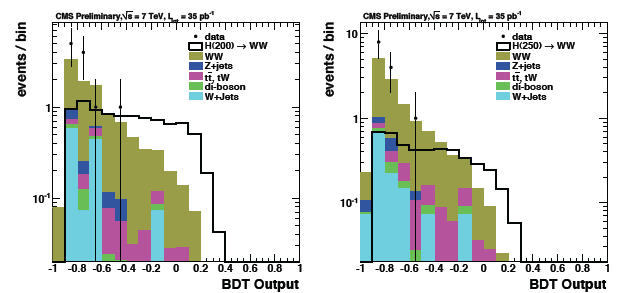 CMS Preliminary,√s = 7 TeV, L_int = 35 pb⁻¹
events / bin
data
H(200) → WW
WW
Z+jets
tt̄, tW
di-boson
W+Jets
1
10⁻¹
-1 -0.8 -0.6 -0.4 -0.2 0 0.2 0.4 0.6 0.8 1
BDT Output
CMS Preliminary,√s = 7 TeV, L_int = 35 pb⁻¹
events / bin
data
H(250) → WW
WW
Z+jets
tt̄, tW
di-boson
W+Jets
10
1
10⁻¹
-1 -0.8 -0.6 -0.4 -0.2 0 0.2 0.4 0.6 0.8 1
BDT Output